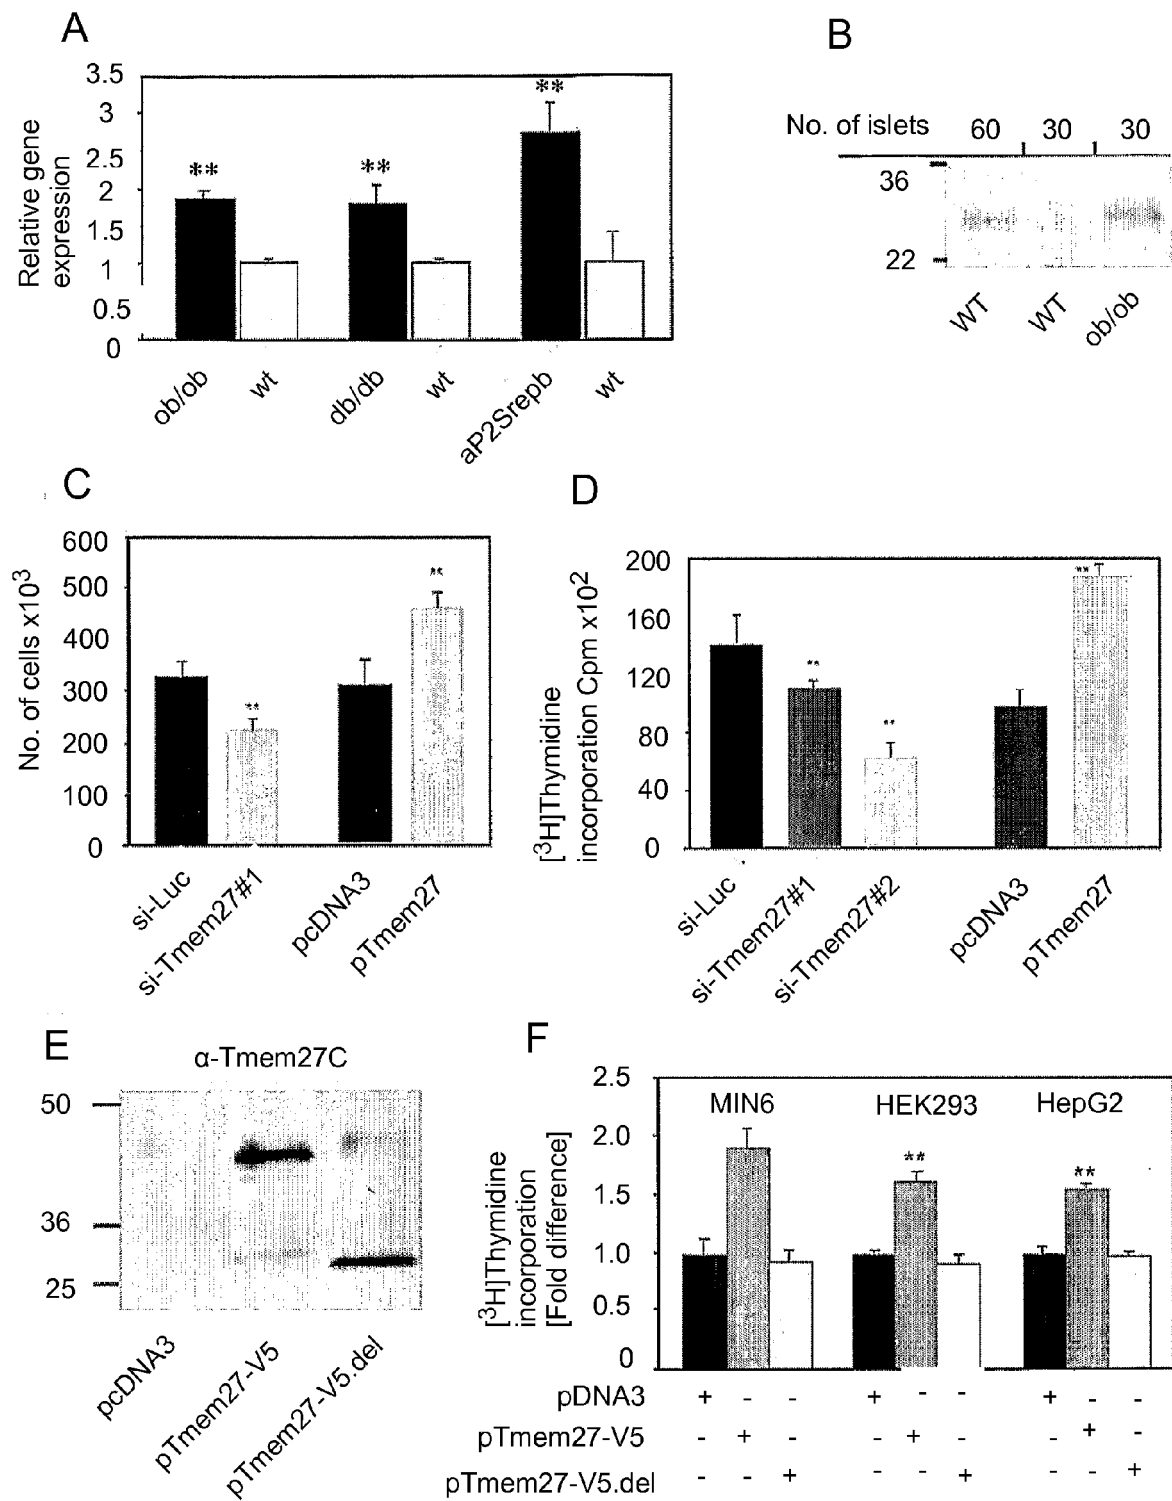 A
3.5
3
2.5
2
1.5
1
0.5
0
Relative gene
expression
**
**
**
ob/ob
wt
db/db
wt
aP2Srepb
wt
B
No. of islets 60 30 30
36
22
WT
WT
ob/ob
C
600
500
400
300
200
100
0
No. of cells x10³
**
**
si-Luc
si-Tmem27#1
pcDNA3
pTmem27
D
200
160
120
80
40
0
[³H]Thymidine
incorporation Cpm x10²
**
**
**
si-Luc
si-Tmem27#1
si-Tmem27#2
pcDNA3
pTmem27
E
α-Tmem27C
50
36
25
pcDNA3
pTmem27-V5
pTmem27-V5.del
F
2.5
2.0
1.5
1.0
0.5
0
[³H]Thymidine
incorporation
[Fold difference]
MIN6 HEK293 HepG2
**
**
pDNA3 + - - + - - + - -
pTmem27-V5 - + - - + - - + -
pTmem27-V5.del - - + - - + - - +